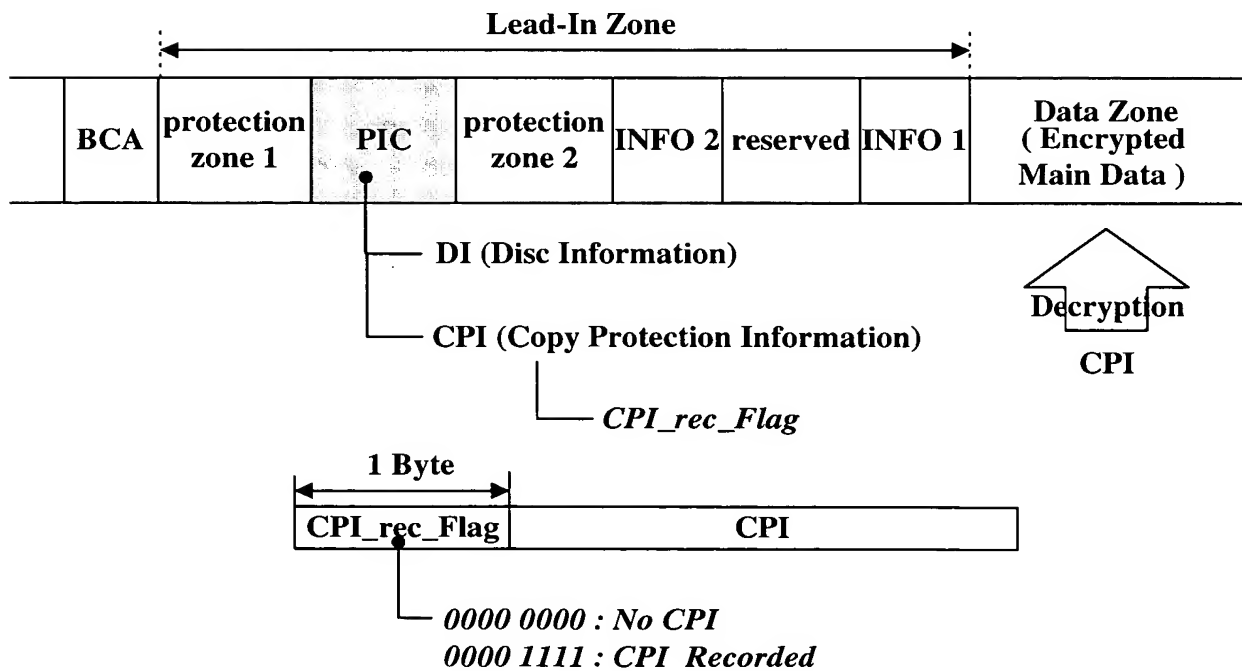 Lead-In Zone
BCA
protection
zone 1
PIC
protection
zone 2
INFO 2
reserved
INFO 1
Data Zone
( Encrypted
Main Data )
DI (Disc Information)
CPI (Copy Protection Information)
CPI_rec_Flag
Decryption
CPI
1 Byte
CPI_rec_Flag
CPI
0000 0000 : No CPI
0000 1111 : CPI Recorded